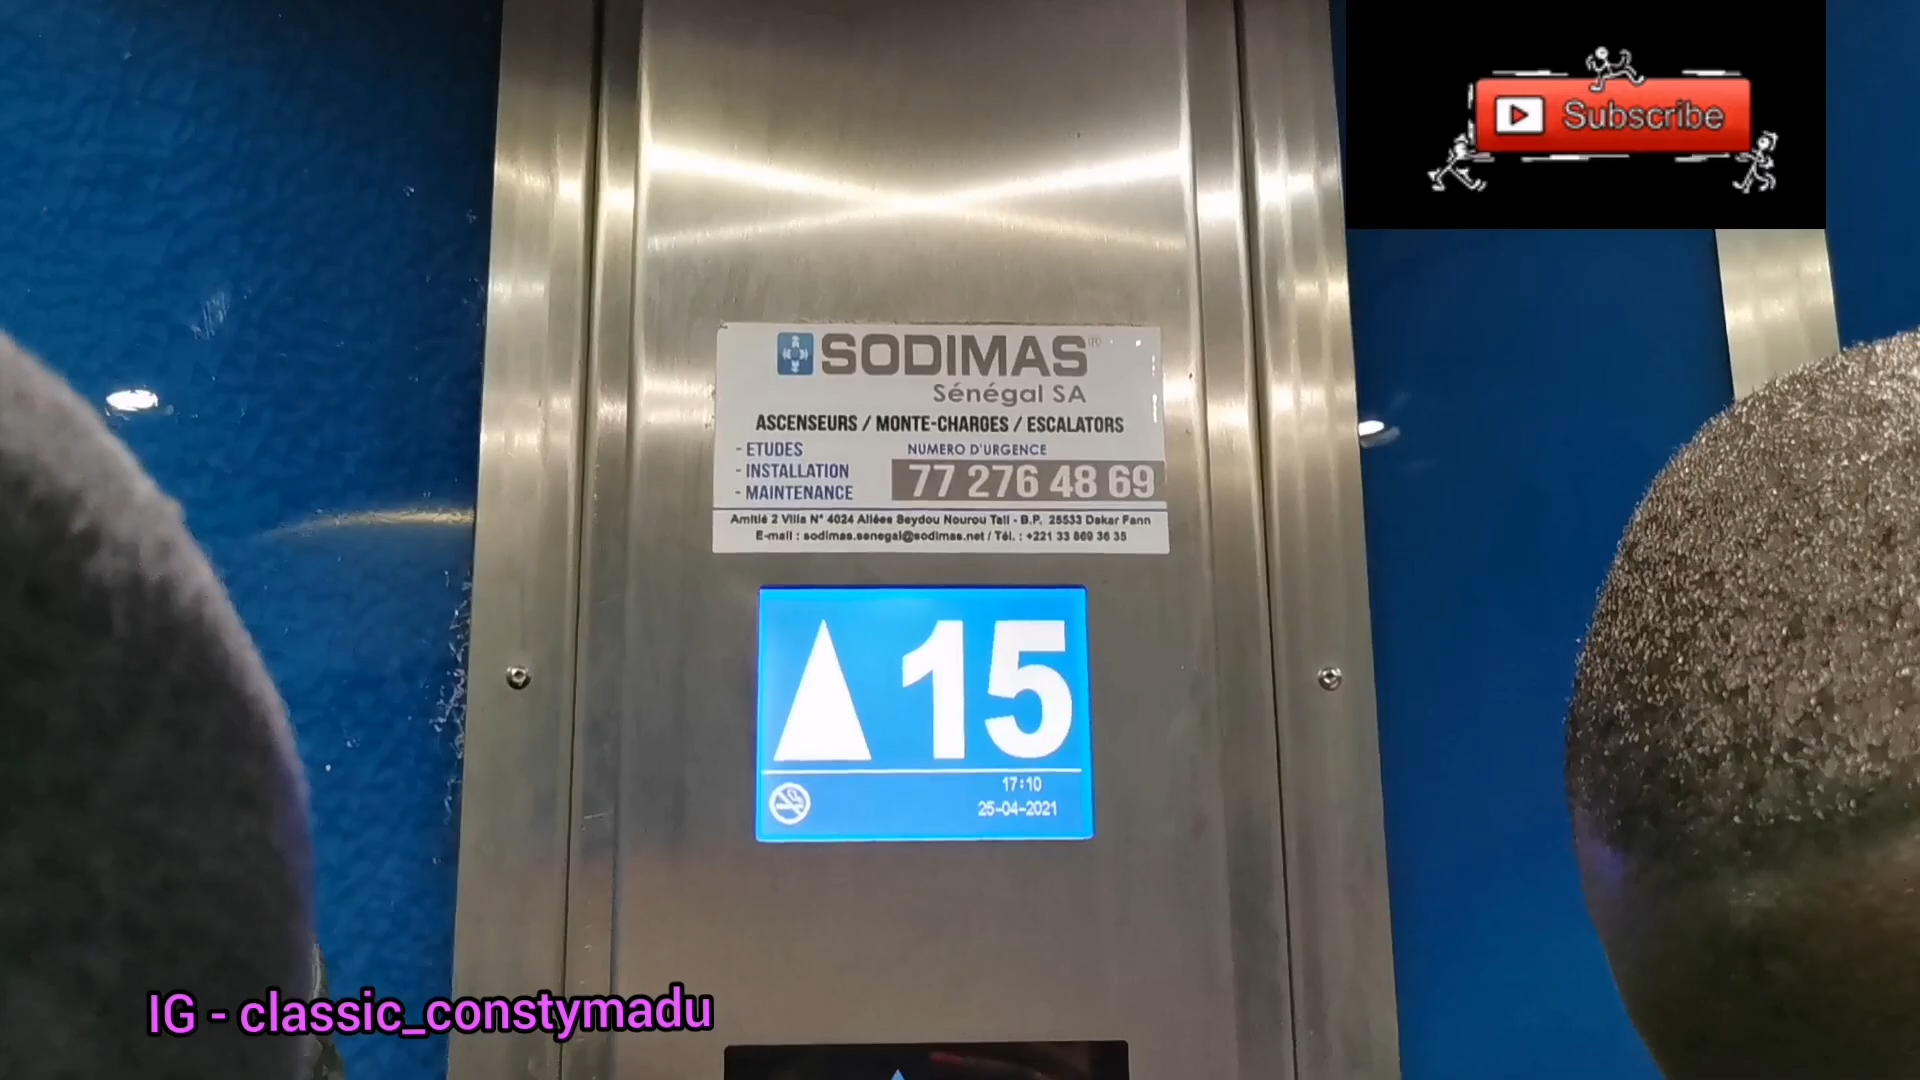 Subscribe
SODIMAS®
Sénégal SA
ASCENSEURS / MONTE-CHARGES / ESCALATORS
- ETUDES
- INSTALLATION
- MAINTENANCE
NUMERO D'URGENCE
77 276 48 69
Amitié 2 Villa N° 4024 Allées Seydou Nourou Tall - B.P. 25533 Dakar Fann
E-mail : sodimas.senegal@sodimas.net / Tél. : +221 33 869 36 35
15
17:10
25-04-2021
IG - classic_constymadu